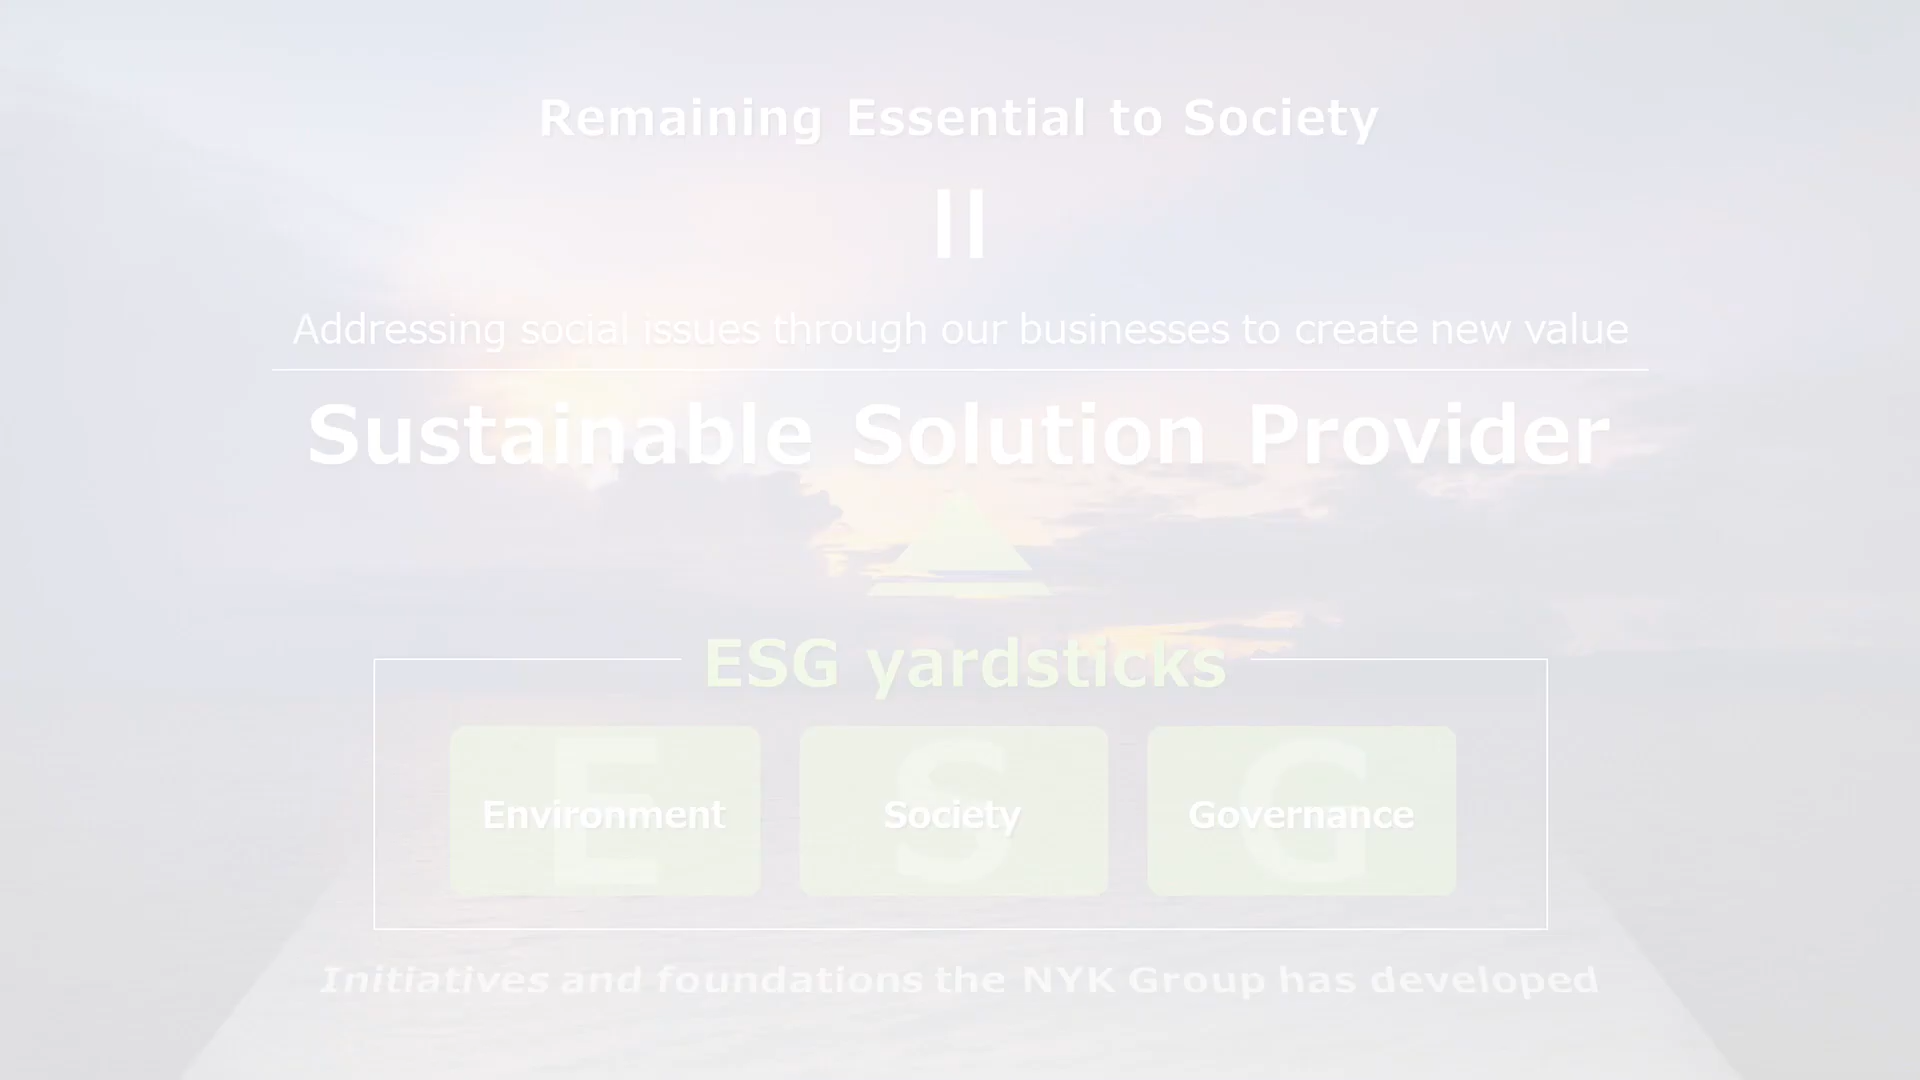 Remaining Essential to Society
Addressing social issues through our businesses to create new value
Sustainable Solution Provider
ESG yardsticks
E
Environment
S
Society
G
Governance
Initiatives and foundations the NYK Group has developed